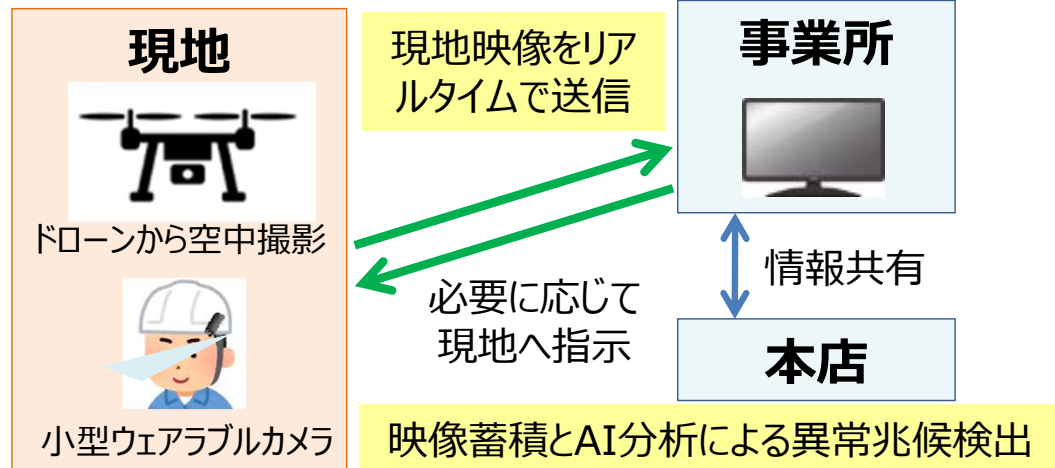 現地
ドローンから空中撮影
小型ウェアラブルカメラ
現地映像をリア
ルタイムで送信
必要に応じて
現地へ指示
事業所
情報共有
本店
映像蓄積とAI分析による異常兆候検出